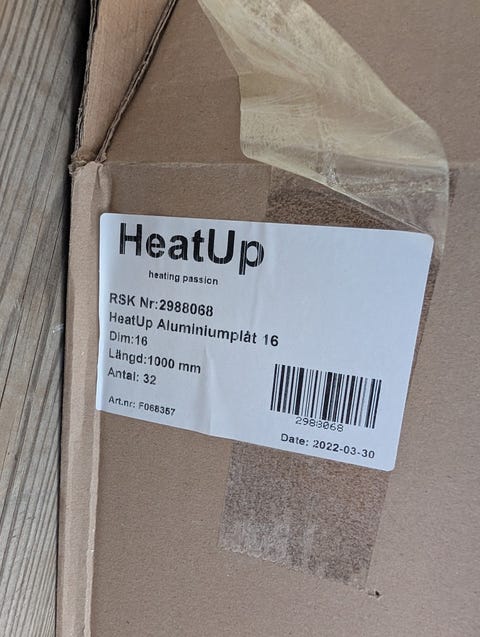 HeatUp
heating passion
RSK Nr:2988068
HeatUp Aluminiumplåt 16
Dim:16
Längd:1000 mm
Antal: 32
Art.nr: F068357
2988068
Date: 2022-03-30